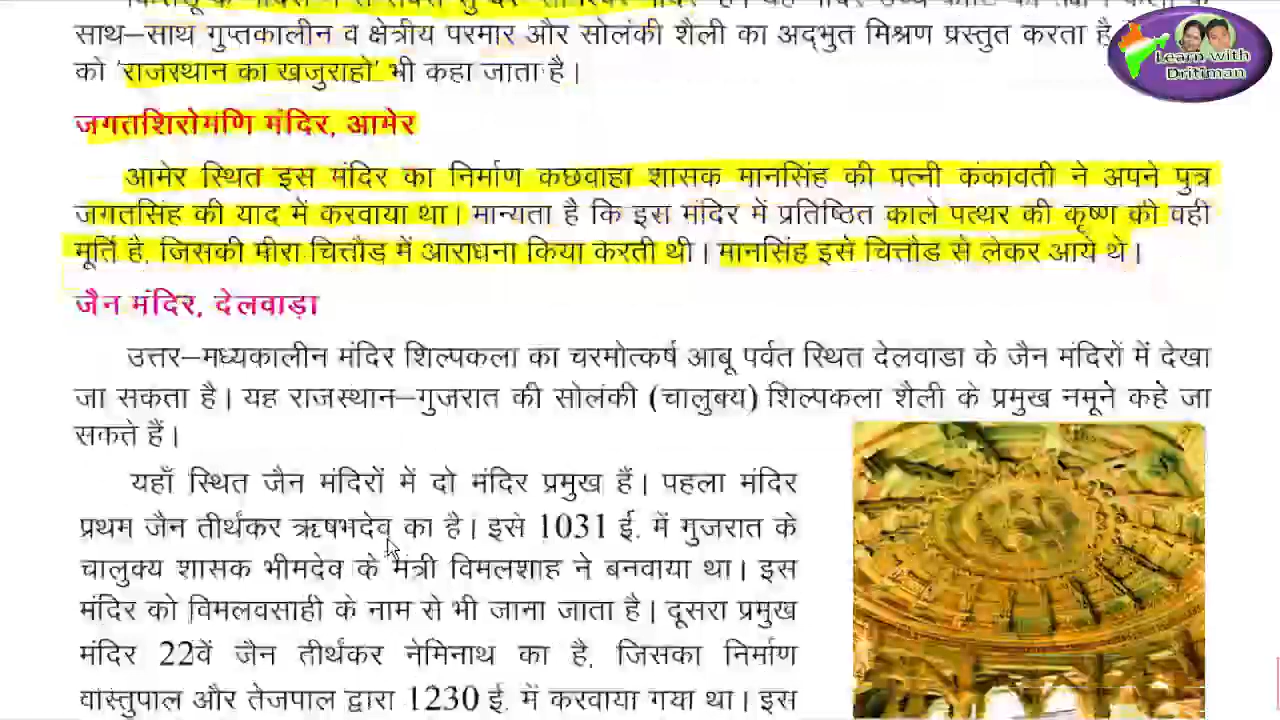 साथ–साथ गुप्तकालीन व क्षेत्रीय परमार और सोलंकी शैली का अद्‌भुत मिश्रण प्रस्तुत करता है
को 'राजस्थान का खजुराहो' भी कहा जाता है।
जगतशिरोमणि मंदिर, आमेर
आमेर स्थित इस मंदिर का निर्माण कछवाहा शासक मानसिंह की पत्नी कंकावती ने अपने पुत्र
जगतसिंह की याद में करवाया था। मान्यता है कि इस मंदिर में प्रतिष्ठित काले पत्थर की कृष्ण की वही
मूर्ति है, जिसकी मीरा चित्तौड़ में आराधना किया करती थी। मानसिंह इसे चित्तौड से लेकर आये थे।
जैन मंदिर, देलवाड़ा
उत्तर–मध्यकालीन मंदिर शिल्पकला का चरमोत्कर्ष आबू पर्वत स्थित देलवाडा के जैन मंदिरों में देखा
जा सकता है। यह राजस्थान–गुजरात की सोलंकी (चालुक्य) शिल्पकला शैली के प्रमुख नमूने कहे जा
सकते हैं।
यहाँ स्थित जैन मंदिरों में दो मंदिर प्रमुख हैं। पहला मंदिर
प्रथम जैन तीर्थंकर ऋषभदेव का है। इसे 1031 ई. में गुजरात के
चालुक्य शासक भीमदेव के मंत्री विमलशाह ने बनवाया था। इस
मंदिर को विमलवसाही के नाम से भी जाना जाता है। दूसरा प्रमुख
मंदिर 22वें जैन तीर्थंकर नेमिनाथ का है, जिसका निर्माण
वास्तुपाल और तेजपाल द्वारा 1230 ई. में करवाया गया था। इस
Learn with
Dritiman